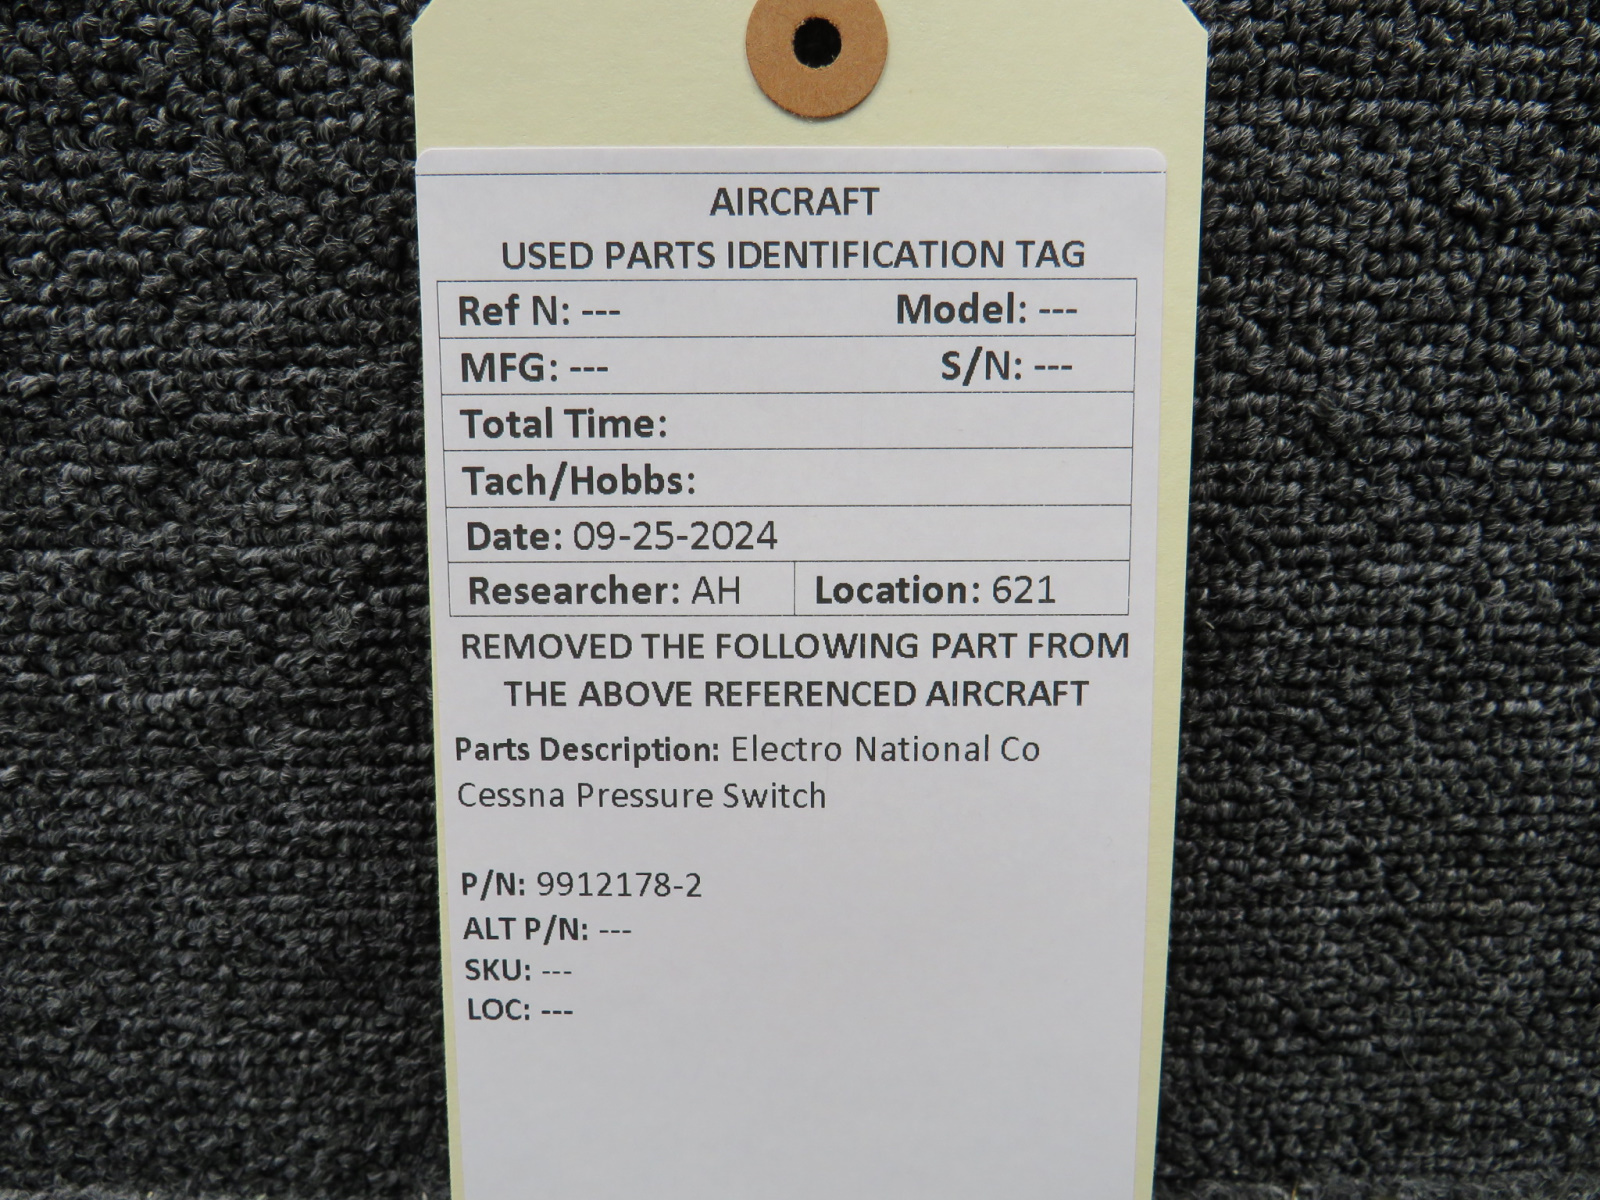 AIRCRAFT
USED PARTS IDENTIFICATION TAG
Ref N: --- Model: ---
MFG: --- S/N: ---
Total Time:
Tach/Hobbs:
Date: 09-25-2024
Researcher: AH Location: 621
REMOVED THE FOLLOWING PART FROM
THE ABOVE REFERENCED AIRCRAFT
Parts Description: Electro National Co
Cessna Pressure Switch
P/N: 9912178-2
ALT P/N: ---
SKU: ---
LOC: ---